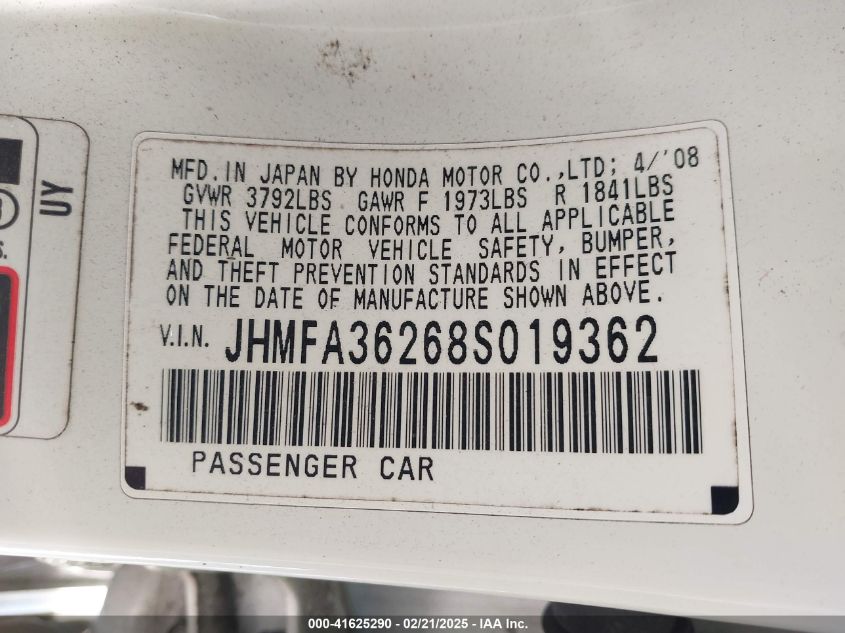 MFD.IN JAPAN BY HONDA MOTOR CO.,LTD; 4/'08
GVWR 3792LBS GAWR F 1973LBS R 1841LBS
THIS VEHICLE CONFORMS TO ALL APPLICABLE
FEDERAL MOTOR VEHICLE SAFETY, BUMPER,
AND THEFT PREVENTION STANDARDS IN EFFECT
ON THE DATE OF MANUFACTURE SHOWN ABOVE.
V.I.N. JHMFA36268S019362
PASSENGER CAR
UY
S.
000-41625290 - 02/21/2025 - IAA Inc.